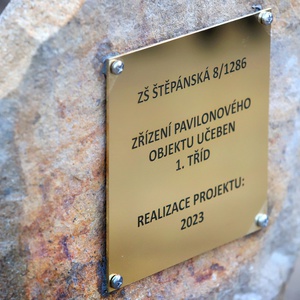 ZŠ ŠTĚPÁNSKÁ 8/1286
ZŘÍZENÍ PAVILONOVÉHO
OBJEKTU UČEBEN
1. TŘÍD
REALIZACE PROJEKTU:
2023